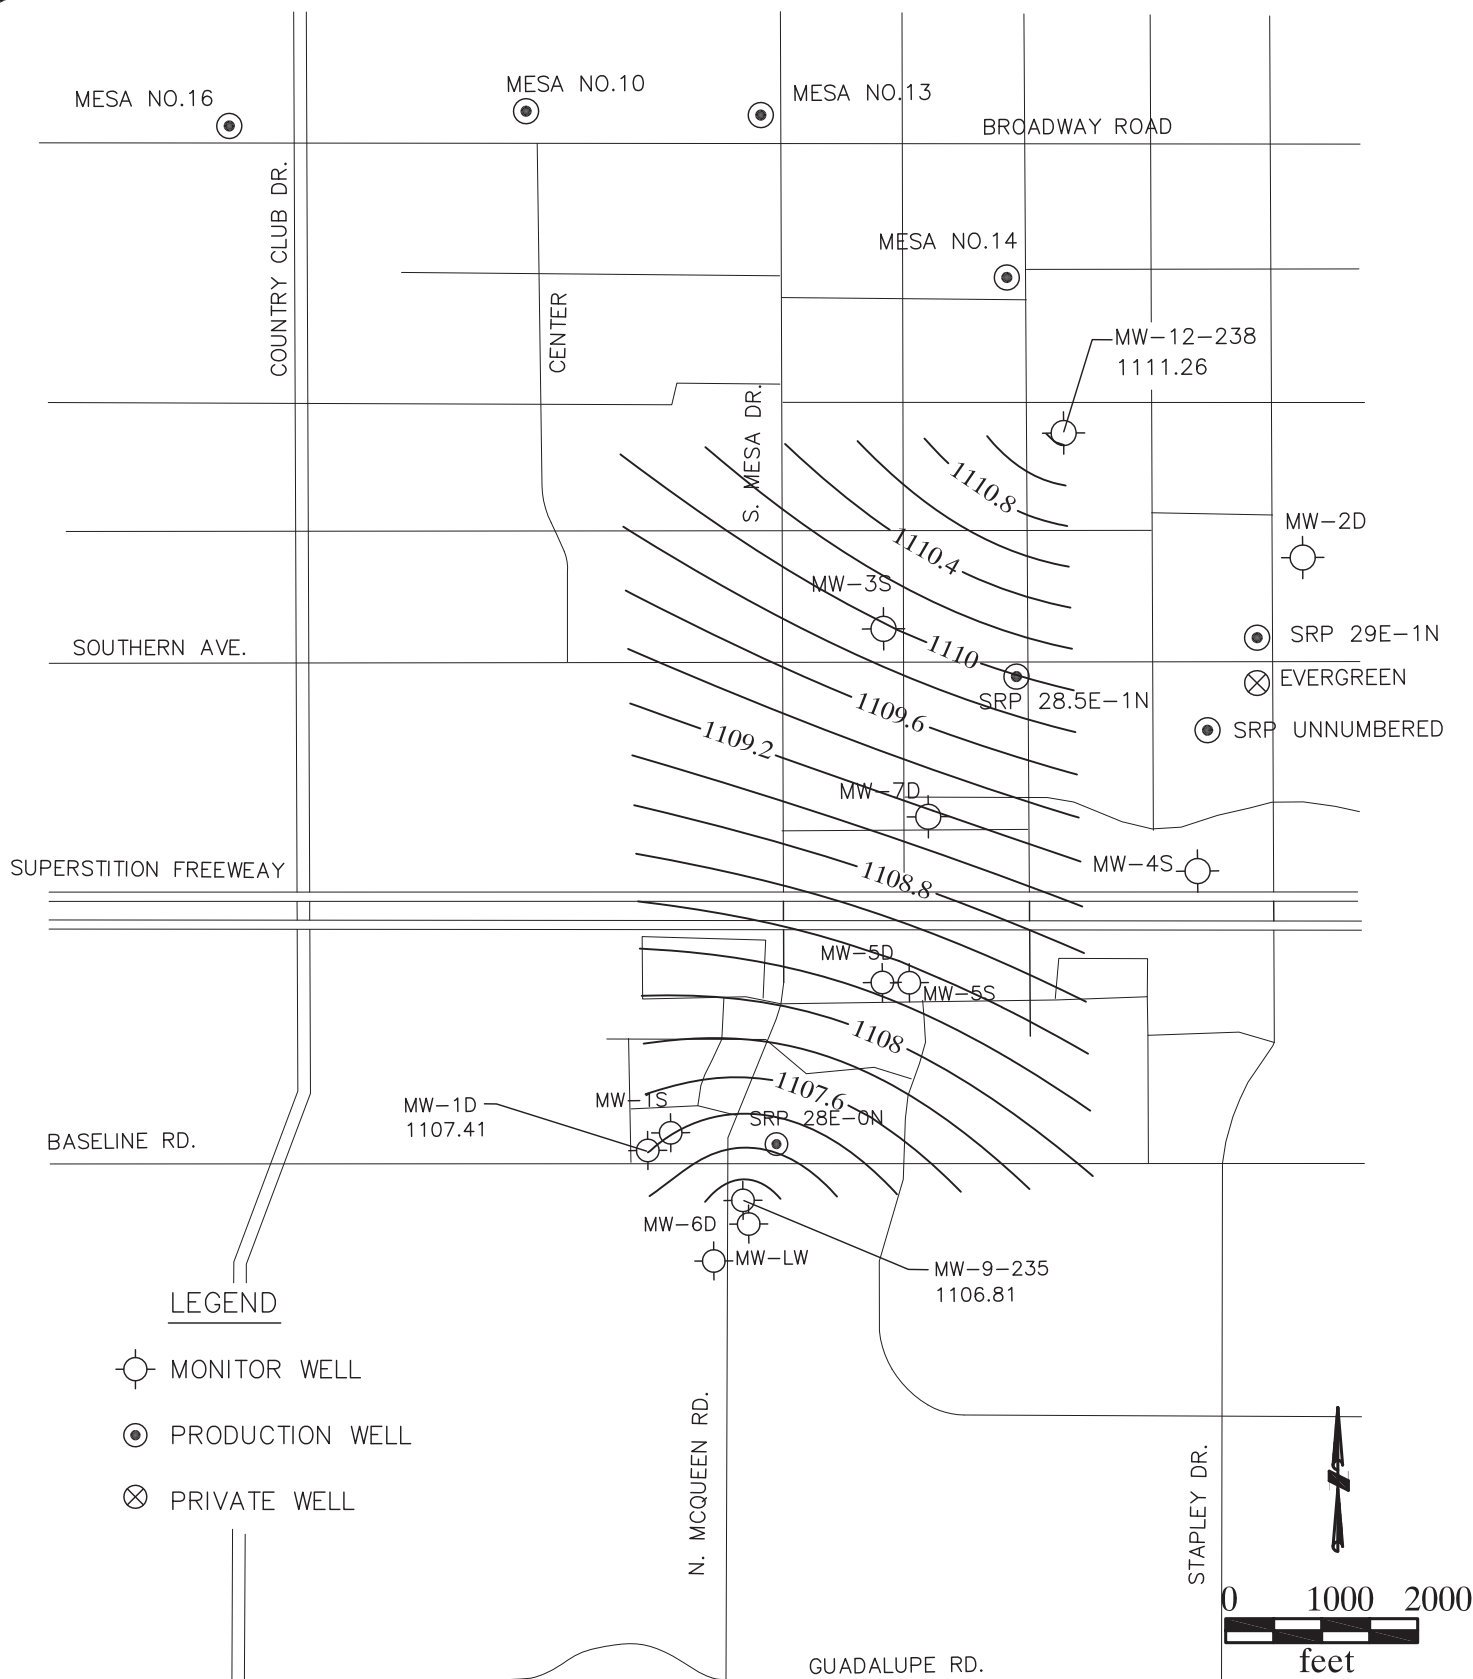 MESA NO.16
MESA NO.10
MESA NO.13
BROADWAY ROAD
COUNTRY CLUB DR.
MESA NO.14
CENTER
MW-12-238
1111.26
S. MESA DR.
1110.8
MW-2D
1110.4
MW-3S
SRP 29E-1N
SOUTHERN AVE.
1110
EVERGREEN
SRP 28.5E-1N
1109.6
SRP UNNUMBERED
1109.2
MW-7D
MW-4S
SUPERSTITION FREEWEAY
1108.8
MW-5D
MW-5S
1108
1107.6
MW-1S
MW-1D
1107.41
SRP 28E-0N
BASELINE RD.
MW-6D
MW-LW
MW-9-235
1106.81
LEGEND
MONITOR WELL
PRODUCTION WELL
PRIVATE WELL
N. MCQUEEN RD.
STAPLEY DR.
0 1000 2000
feet
GUADALUPE RD.